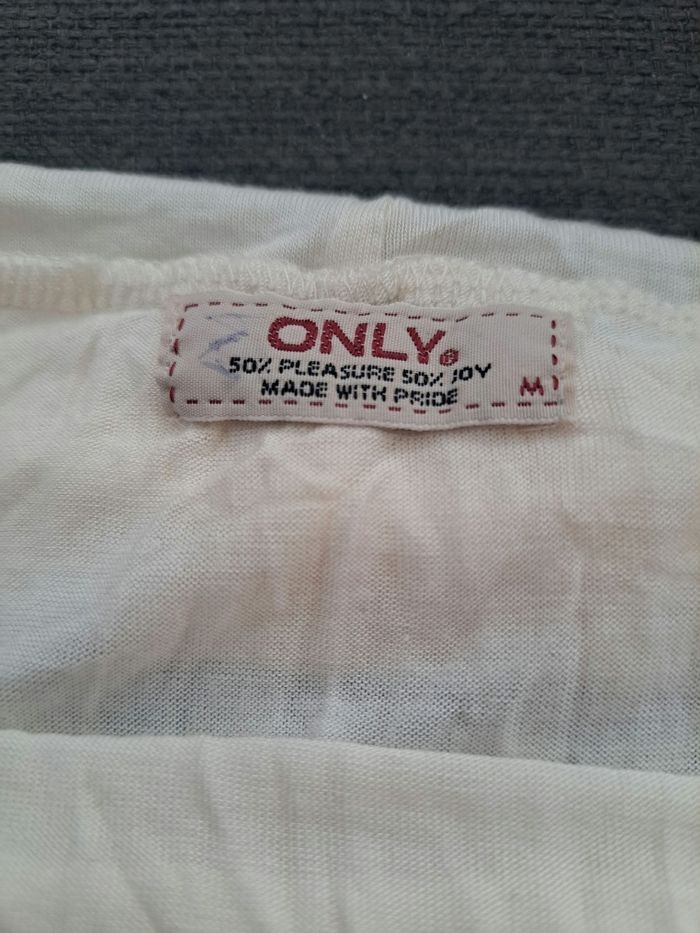 ONLY.
50% PLEASURE 50% JOY
MADE WITH PRIDE
M